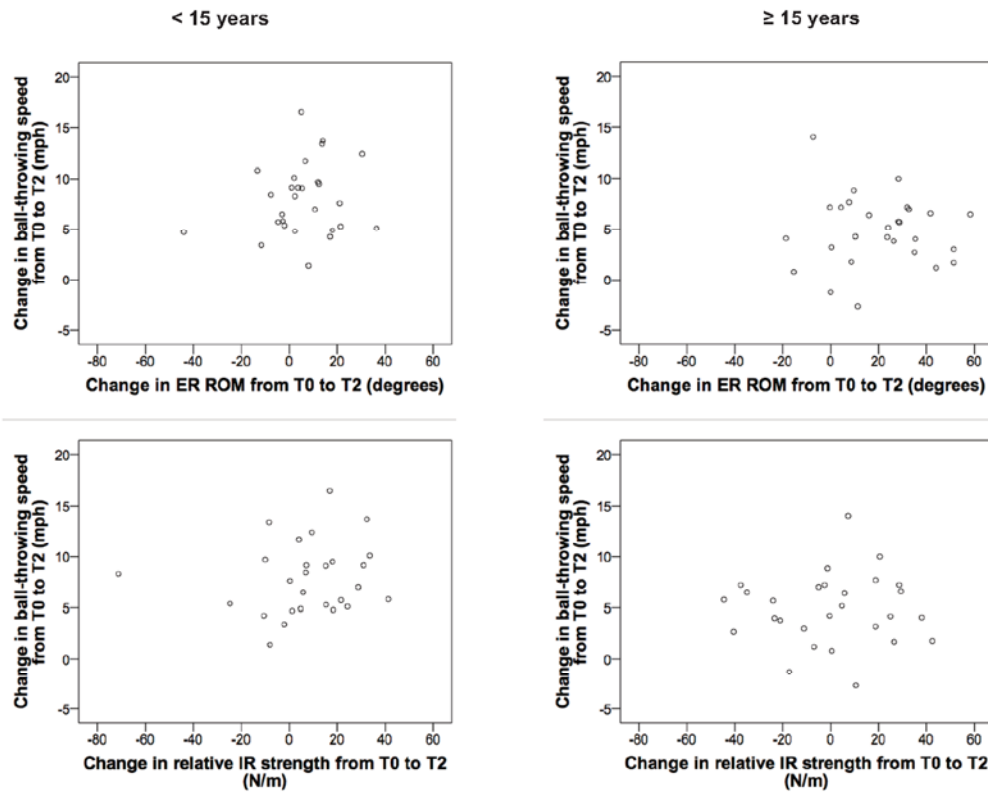 < 15 years
≥ 15 years
Change in ball-throwing speed
from T0 to T2 (mph)
20
15
10
5
0
-5
-80 -60 -40 -20 0 20 40 60
Change in ER ROM from T0 to T2 (degrees)
Change in ball-throwing speed
from T0 to T2 (mph)
20
15
10
5
0
-5
-80 -60 -40 -20 0 20 40 60
Change in ER ROM from T0 to T2 (degrees)
Change in ball-throwing speed
from T0 to T2 (mph)
20
15
10
5
0
-5
-80 -60 -40 -20 0 20 40 60
Change in relative IR strength from T0 to T2
(N/m)
Change in ball-throwing speed
from T0 to T2 (mph)
20
15
10
5
0
-5
-80 -60 -40 -20 0 20 40 60
Change in relative IR strength from T0 to T2
(N/m)